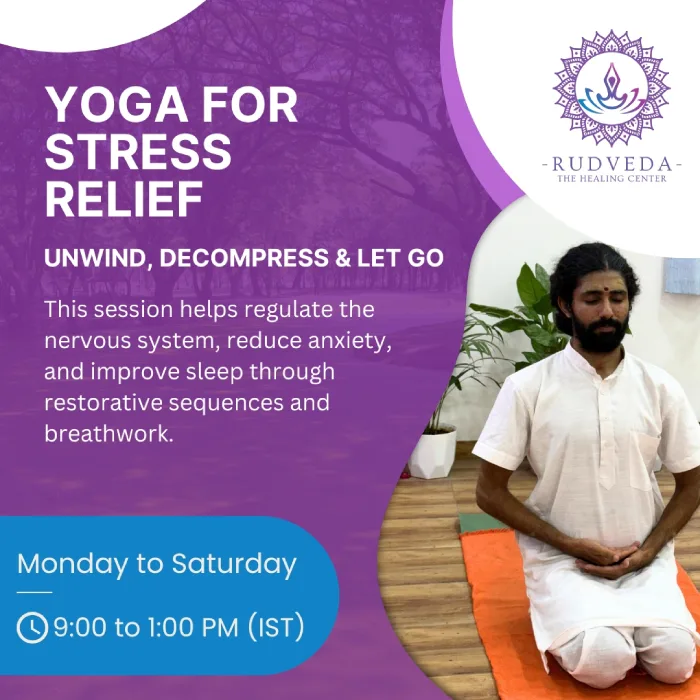 YOGA FOR
STRESS
RELIEF
UNWIND, DECOMPRESS & LET GO
This session helps regulate the
nervous system, reduce anxiety,
and improve sleep through
restorative sequences and
breathwork.
Monday to Saturday
9:00 to 1:00 PM (IST)
-RUDVEDA-
THE HEALING CENTER